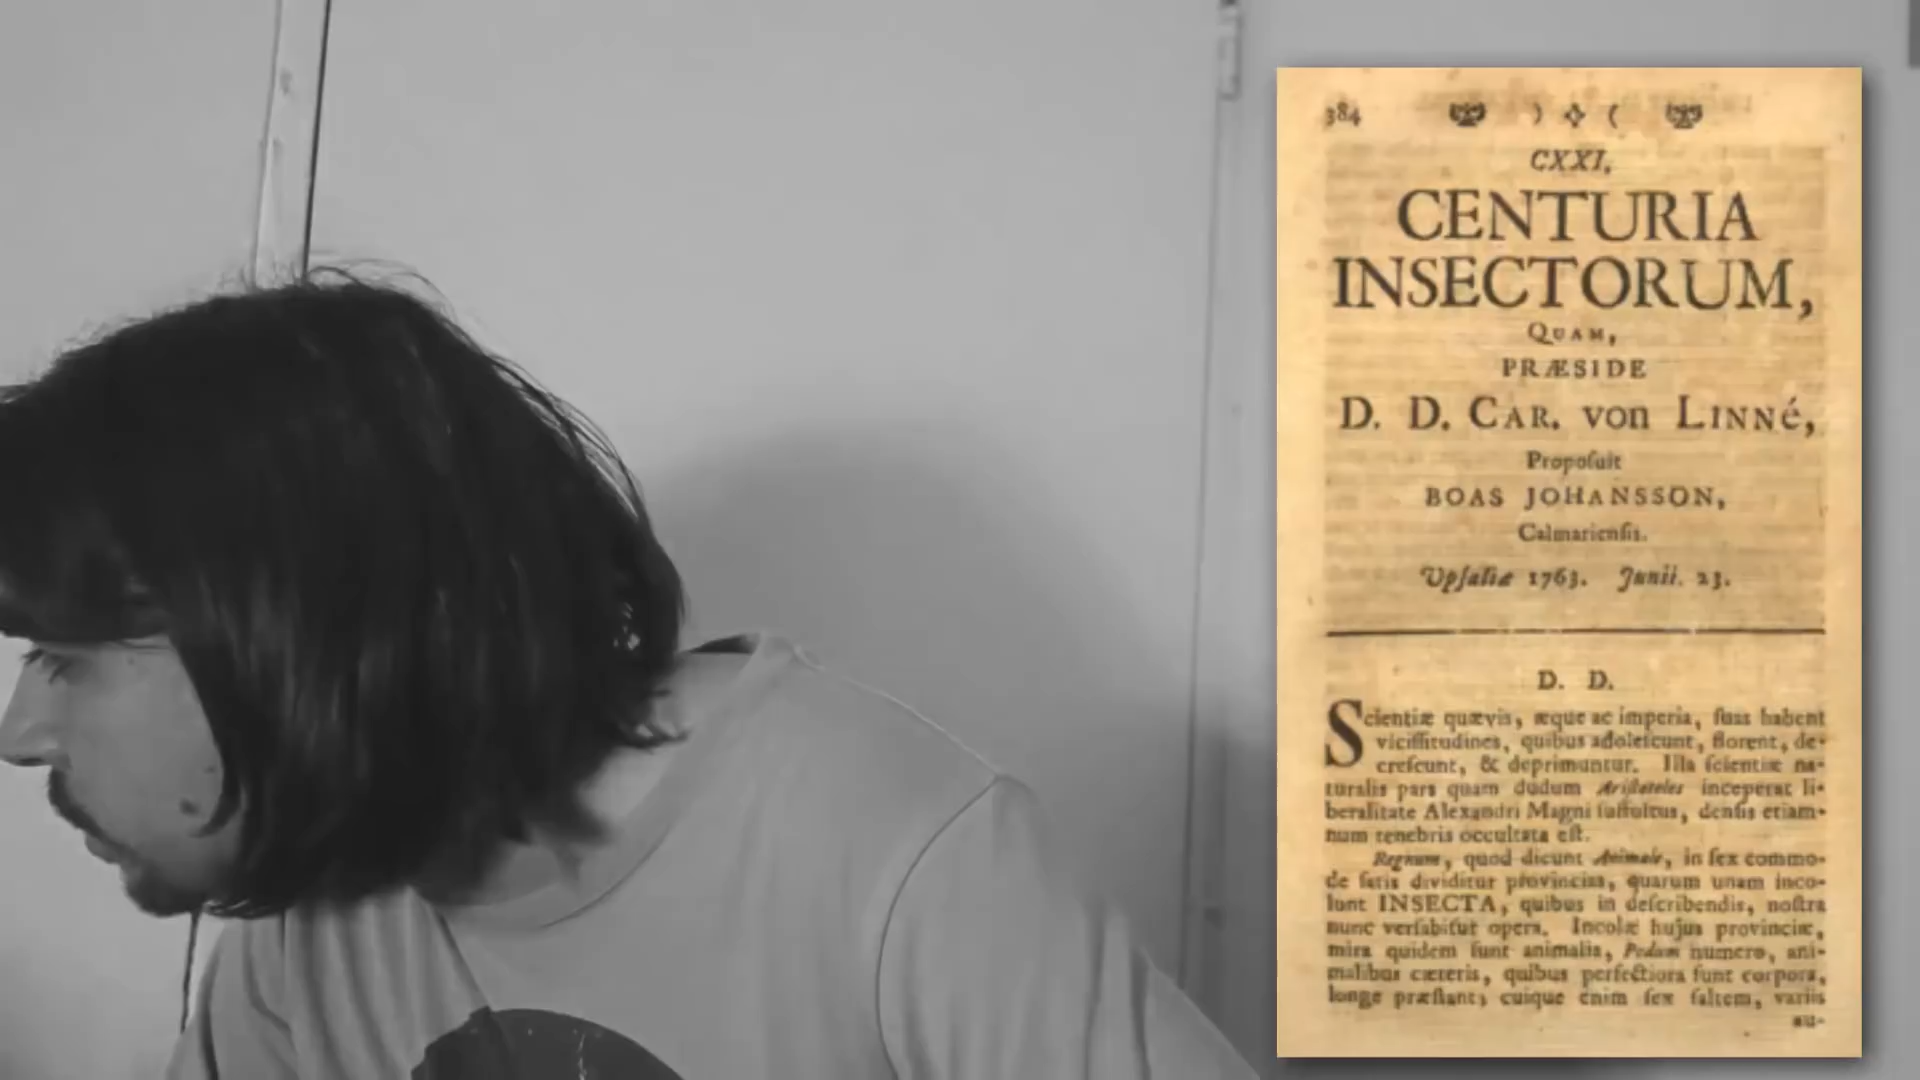 384 ) (
CXXI,
CENTURIA
INSECTORUM,
QUAM,
PRÆSIDE
D. D. CAR. von LINNé,
Propoſuit
BOAS JOHANSSON,
Calmarienſis.
Upſaliæ 1763. Junii. 23.
D. D.
Scientiæ quævis, æque ac imperia, ſuas habent
viciſſitudines, quibus adoleſcunt, florent, de-
creſcunt, & deprimuntur. Illa ſcientiæ na-
turalis pars quam dudum Ariſtoteles inceperat li-
beralitate Alexandri Magni ſuffultus, denſis etiam-
num tenebris occultata eſt.
Regnum, quod dicunt Animale, in ſex commo-
de ſatis dividitur provincias, quarum unam inco-
lunt INSECTA, quibus in deſcribendis, noſtra
nunc verſabitur opera. Incolæ hujus provinciæ,
mira quidem ſunt animalia, Pedum numero, ani-
malibus cæteris, quibus perfectiora ſunt corpora,
longe præſtant; cuique enim ſex ſaltem, variis